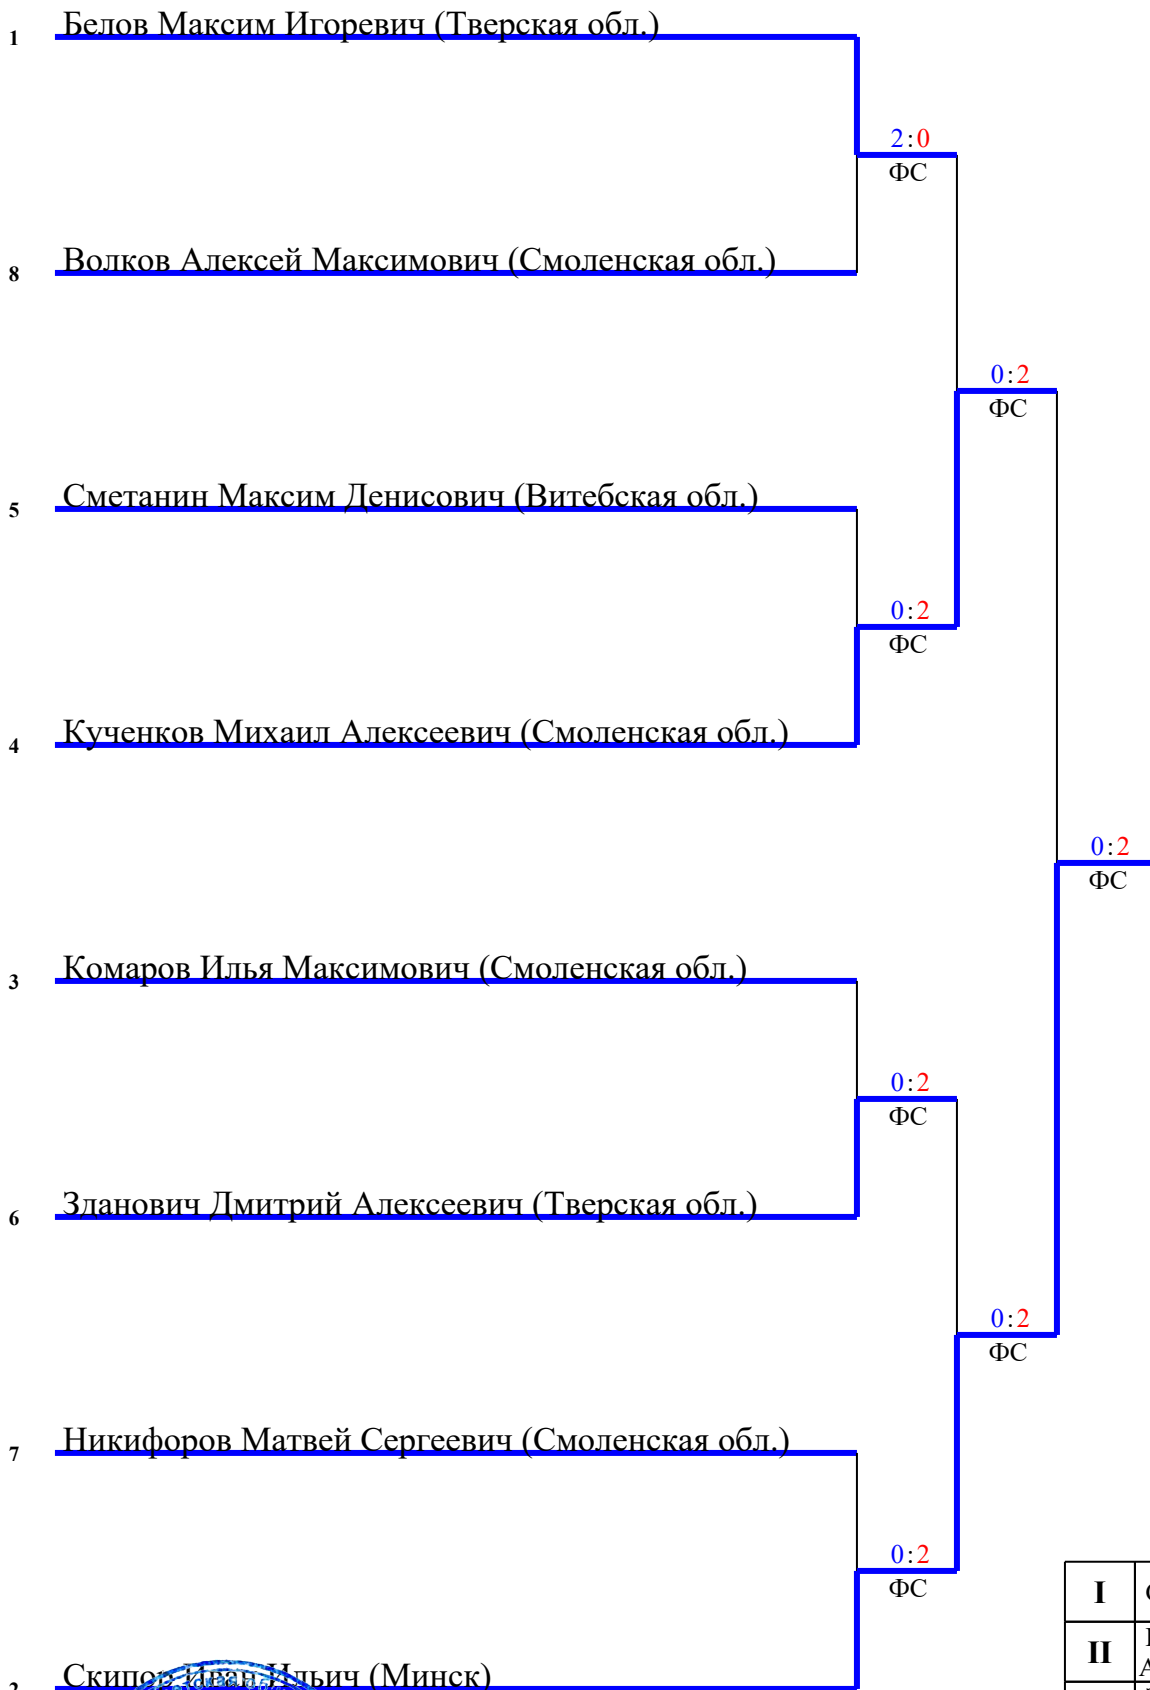 1 Белов Максим Игоревич (Тверская обл.)
2:0
ФС
8 Волков Алексей Максимович (Смоленская обл.)
0:2
ФС
5 Сметанин Максим Денисович (Витебская обл.)
0:2
ФС
4 Кученков Михаил Алексеевич (Смоленская обл.)
0:2
ФС
3 Комаров Илья Максимович (Смоленская обл.)
0:2
ФС
6 Зданович Дмитрий Алексеевич (Тверская обл.)
0:2
ФС
7 Никифоров Матвей Сергеевич (Смоленская обл.)
0:2
ФС
I
II
2 Скипор Иван Ильич (Минск)